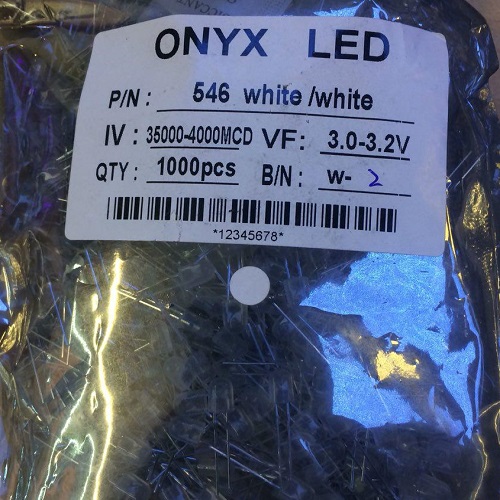 ONYX LED
P/N : 546 white /white
IV : 35000-4000MCD VF: 3.0-3.2V
QTY : 1000pcs B/N : w- 2
*12345678*